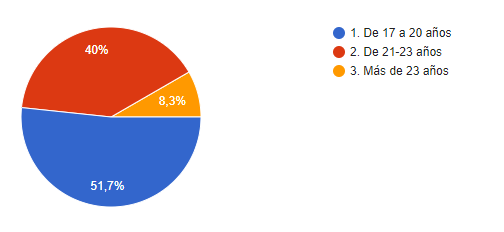 40%
8,3%
51,7%
1. De 17 a 20 años
2. De 21-23 años
3. Más de 23 años